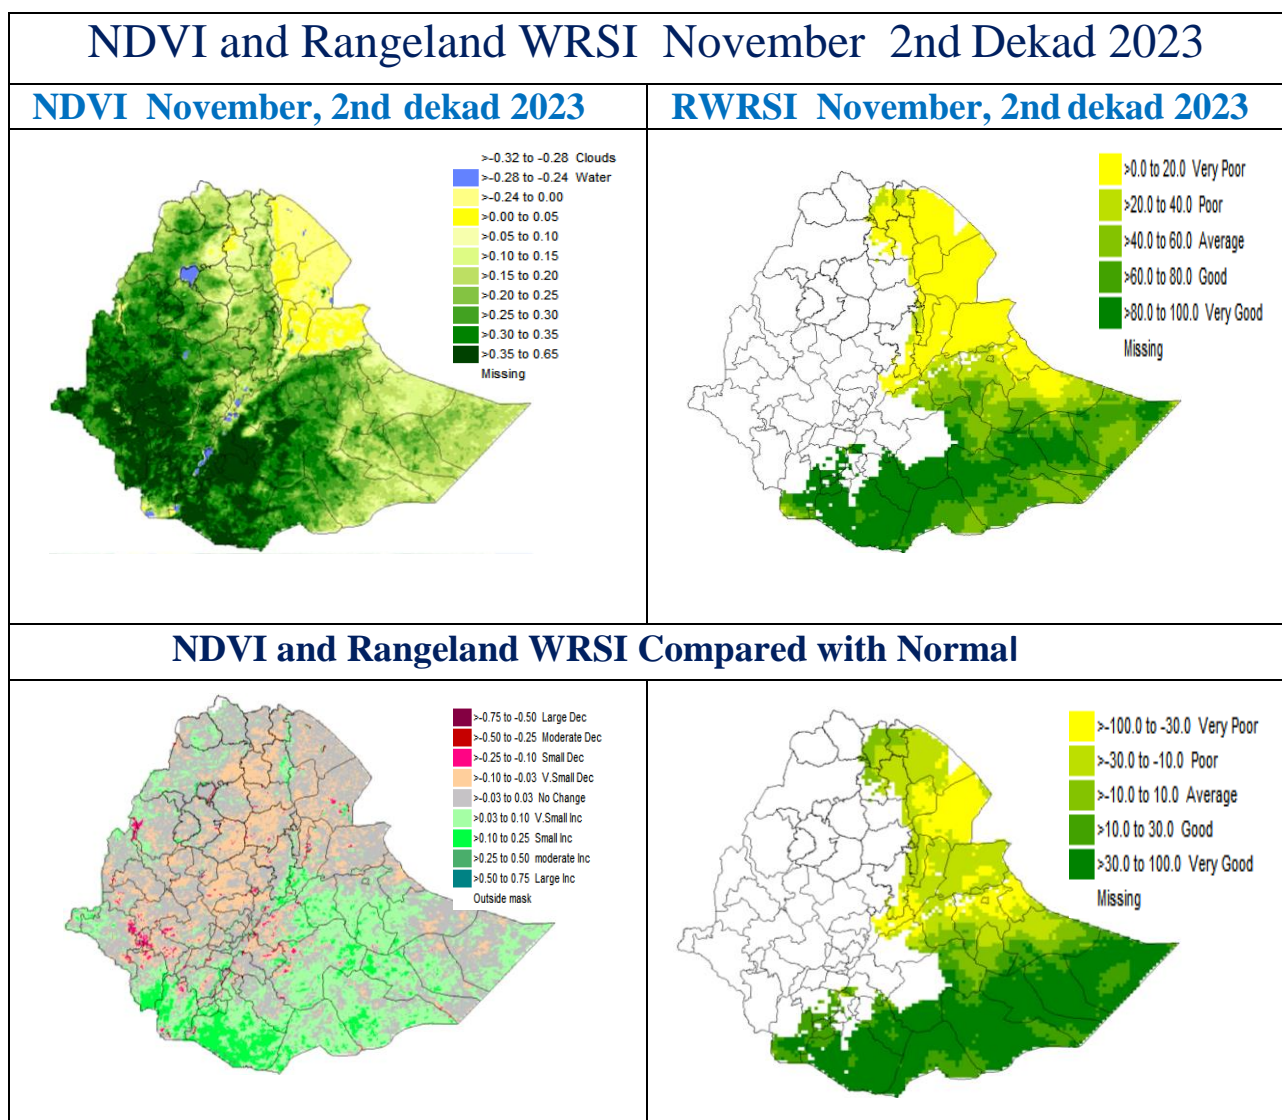 NDVI and Rangeland WRSI November 2nd Dekad 2023
NDVI November, 2nd dekad 2023
RWRSI November, 2nd dekad 2023
>-0.32 to -0.28 Clouds
>-0.28 to -0.24 Water
>-0.24 to 0.00
>0.00 to 0.05
>0.05 to 0.10
>0.10 to 0.15
>0.15 to 0.20
>0.20 to 0.25
>0.25 to 0.30
>0.30 to 0.35
>0.35 to 0.65
Missing
>0.0 to 20.0 Very Poor
>20.0 to 40.0 Poor
>40.0 to 60.0 Average
>60.0 to 80.0 Good
>80.0 to 100.0 Very Good
Missing
NDVI and Rangeland WRSI Compared with Normal
>-0.75 to -0.50 Large Dec
>-0.50 to -0.25 Moderate Dec
>-0.25 to -0.10 Small Dec
>-0.10 to -0.03 V.Small Dec
>-0.03 to 0.03 No Change
>0.03 to 0.10 V.Small Inc
>0.10 to 0.25 Small Inc
>0.25 to 0.50 moderate Inc
>0.50 to 0.75 Large Inc
Outside mask
>-100.0 to -30.0 Very Poor
>-30.0 to -10.0 Poor
>-10.0 to 10.0 Average
>10.0 to 30.0 Good
>30.0 to 100.0 Very Good
Missing